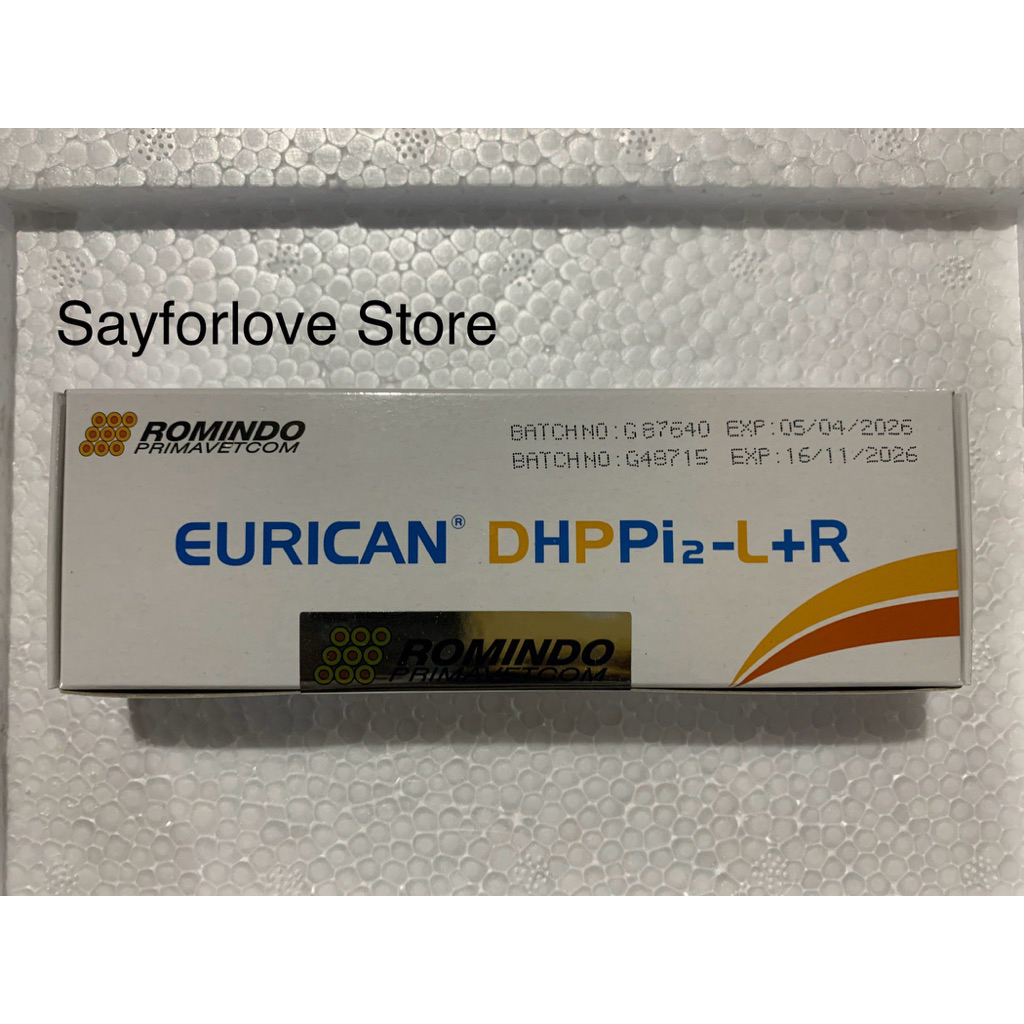 Sayforlove Store
ROMINDO
PRIMAVETCOM
BATCH NO : G87640 EXP : 05/04/2026
BATCH NO : G48715 EXP : 16/11/2026
EURICAN® DHPPi₂-L+R
ROMINDO
PRIMAVETCOM